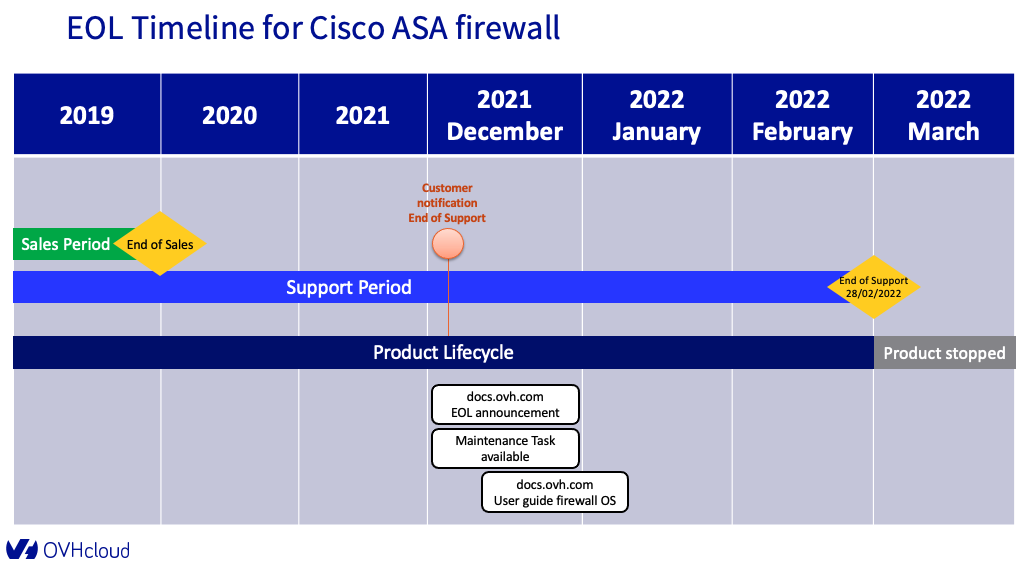 EOL Timeline for Cisco ASA firewall
2019
2020
2021
2021
December
2022
January
2022
February
2022
March
Customer
notification
End of Support
Sales Period
End of Sales
Support Period
End of Support
28/02/2022
Product Lifecycle
Product stopped
docs.ovh.com
EOL announcement
Maintenance Task
available
docs.ovh.com
User guide firewall OS
OVHcloud